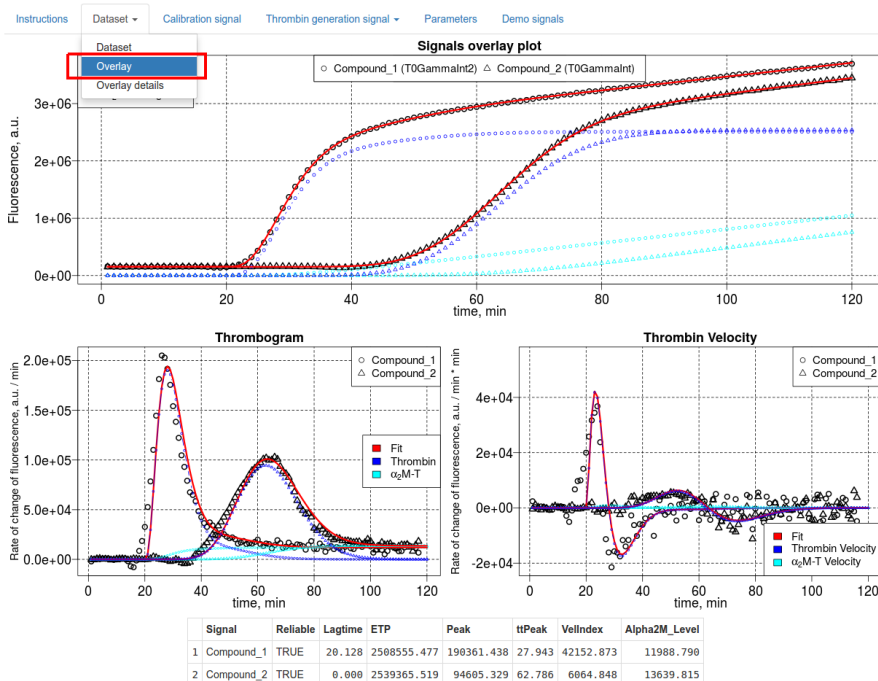 Instructions Dataset Calibration signal Thrombin generation signal Parameters Demo signals
Dataset
Overlay
Overlay details
Signals overlay plot
Compound_1 (T0GammaInt2) Compound_2 (T0GammaInt)
Fluorescence, a.u.
3e+06
2e+06
1e+06
0e+00
0 20 40 60 80 100 120
time, min
Thrombogram
Compound_1
Compound_2
Rate of change of fluorescence, a.u. / min
2.0e+05
1.5e+05
1.0e+05
5.0e+04
0.0e+00
Fit
Thrombin
α₂M-T
0 20 40 60 80 100 120
time, min
Thrombin Velocity
Compound_1
Compound_2
Rate of change of fluorescence, a.u. / min * min
4e+04
2e+04
0e+00
-2e+04
Fit
Thrombin Velocity
α₂M-T Velocity
0 20 40 60 80 100 120
time, min
Signal Reliable Lagtime ETP Peak ttPeak VelIndex Alpha2M_Level
1 Compound_1 TRUE 20.128 2508555.477 190361.438 27.943 42152.873 11988.790
2 Compound_2 TRUE 0.000 2539365.519 94605.329 62.786 6064.848 13639.815